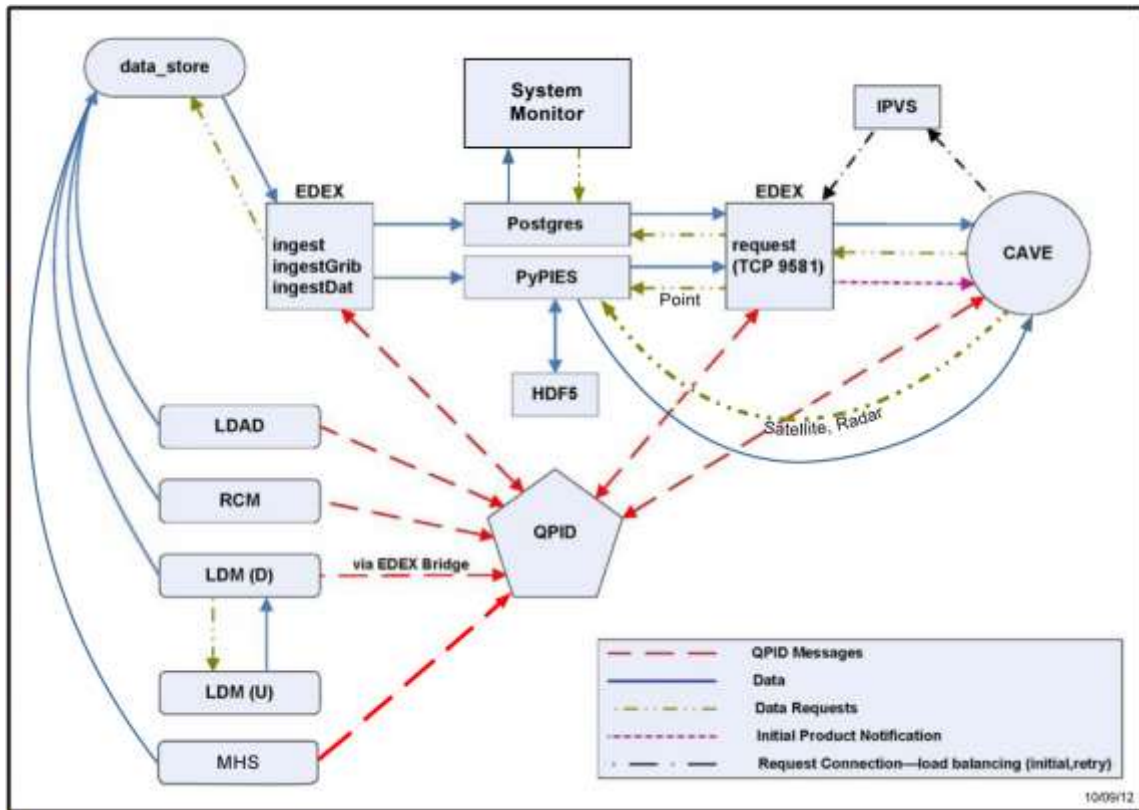 data_store
System
Monitor
IPVS
EDEX
ingest
ingestGrib
ingestDat
Postgres
PyPIES
EDEX
request
(TCP 9581)
CAVE
Point
HDF5
Satellite, Radar
LDAD
RCM
QPID
LDM (D)
via EDEX Bridge
LDM (U)
MHS
QPID Messages
Data
Data Requests
Initial Product Notification
Request Connection—load balancing (initial,retry)
10/09/12